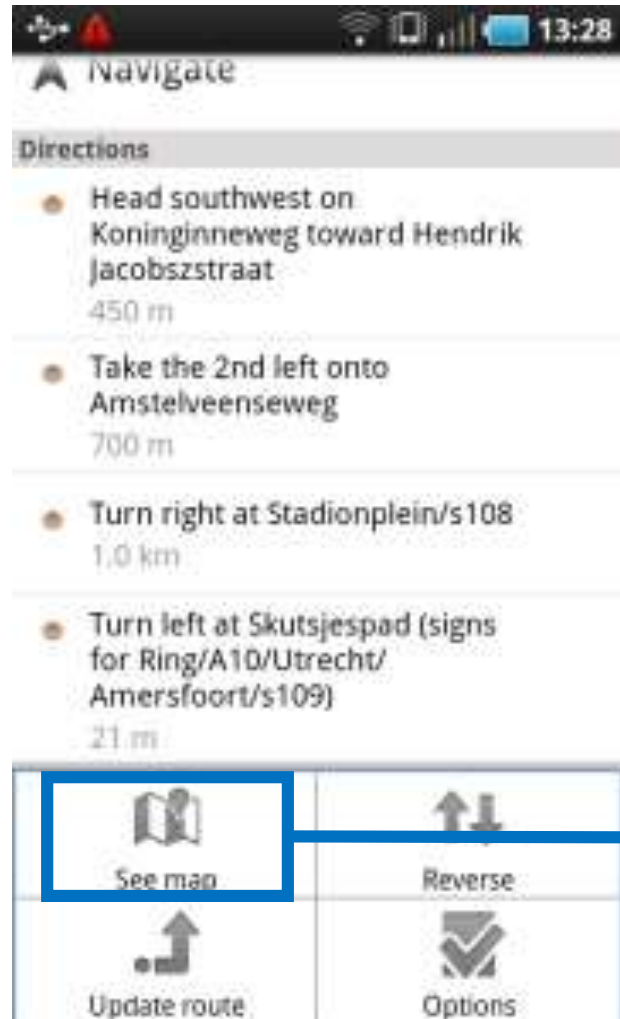 13:28
Navigate
Directions
Head southwest on
Koninginneweg toward Hendrik
Jacobszstraat
450 m
Take the 2nd left onto
Amstelveenseweg
700 m
Turn right at Stadionplein/s108
1.0 km
Turn left at Skutsjespad (signs
for Ring/A10/Utrecht/
Amersfoort/s109)
21 m
See map
Reverse
Update route
Options